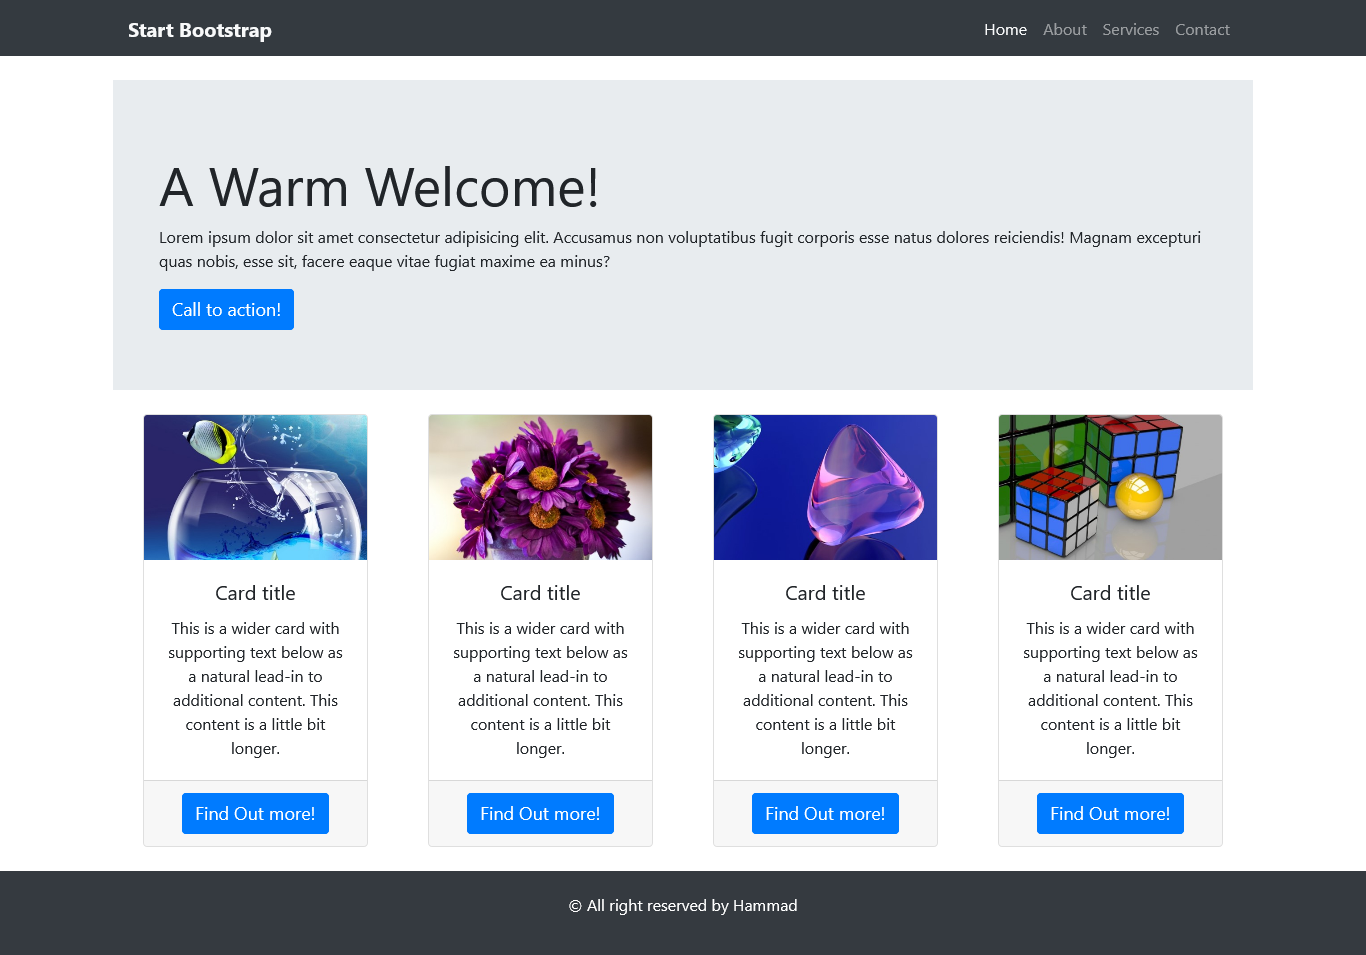 Start Bootstrap
Home About Services Contact
A Warm Welcome!
Lorem ipsum dolor sit amet consectetur adipisicing elit. Accusamus non voluptatibus fugit corporis esse natus dolores reiciendis! Magnam excepturi
quas nobis, esse sit, facere eaque vitae fugiat maxime ea minus?
Call to action!
Card title
This is a wider card with
supporting text below as
a natural lead-in to
additional content. This
content is a little bit
longer.
Find Out more!
Card title
This is a wider card with
supporting text below as
a natural lead-in to
additional content. This
content is a little bit
longer.
Find Out more!
Card title
This is a wider card with
supporting text below as
a natural lead-in to
additional content. This
content is a little bit
longer.
Find Out more!
Card title
This is a wider card with
supporting text below as
a natural lead-in to
additional content. This
content is a little bit
longer.
Find Out more!
© All right reserved by Hammad